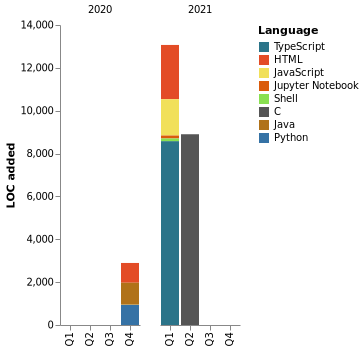 2020
2021
14,000
12,000
10,000
8,000
6,000
4,000
2,000
0
LOC added
Q1
Q2
Q3
Q4
Q1
Q2
Q3
Q4
Language
TypeScript
HTML
JavaScript
Jupyter Notebook
Shell
C
Java
Python